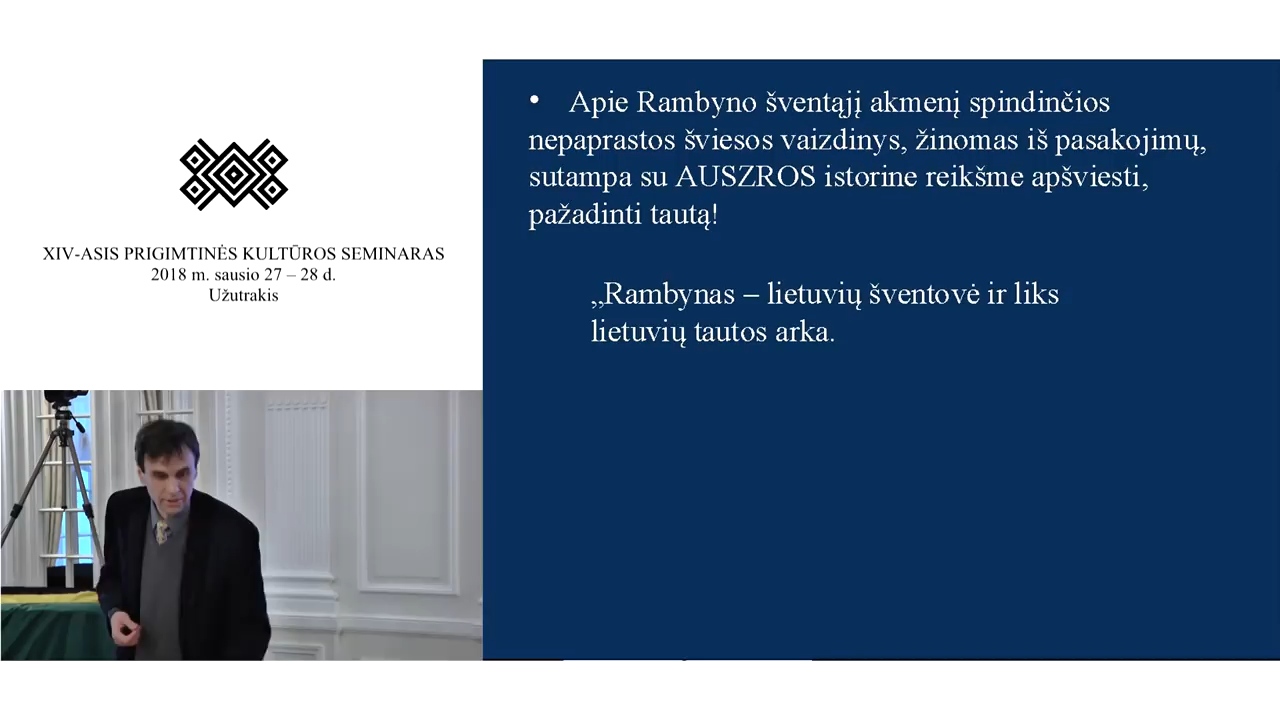 XIV-ASIS PRIGIMTINĖS KULTŪROS SEMINARAS
2018 m. sausio 27 – 28 d.
Užutrakis
• Apie Rambyno šventąjį akmenį spindinčios
nepaprastos šviesos vaizdinys, žinomas iš pasakojimų,
sutampa su AUSZROS istorine reikšme apšviesti,
pažadinti tautą!
„Rambynas – lietuvių šventovė ir liks
lietuvių tautos arka.